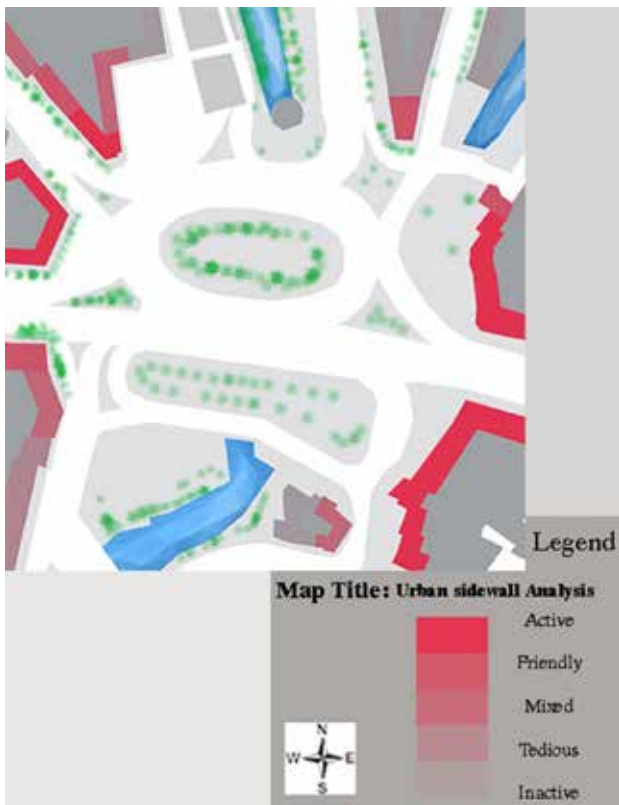 Legend
Map Title: Urban sidewall Analysis
Active
Friendly
Mixed
Tedious
Inactive
N
W E
S